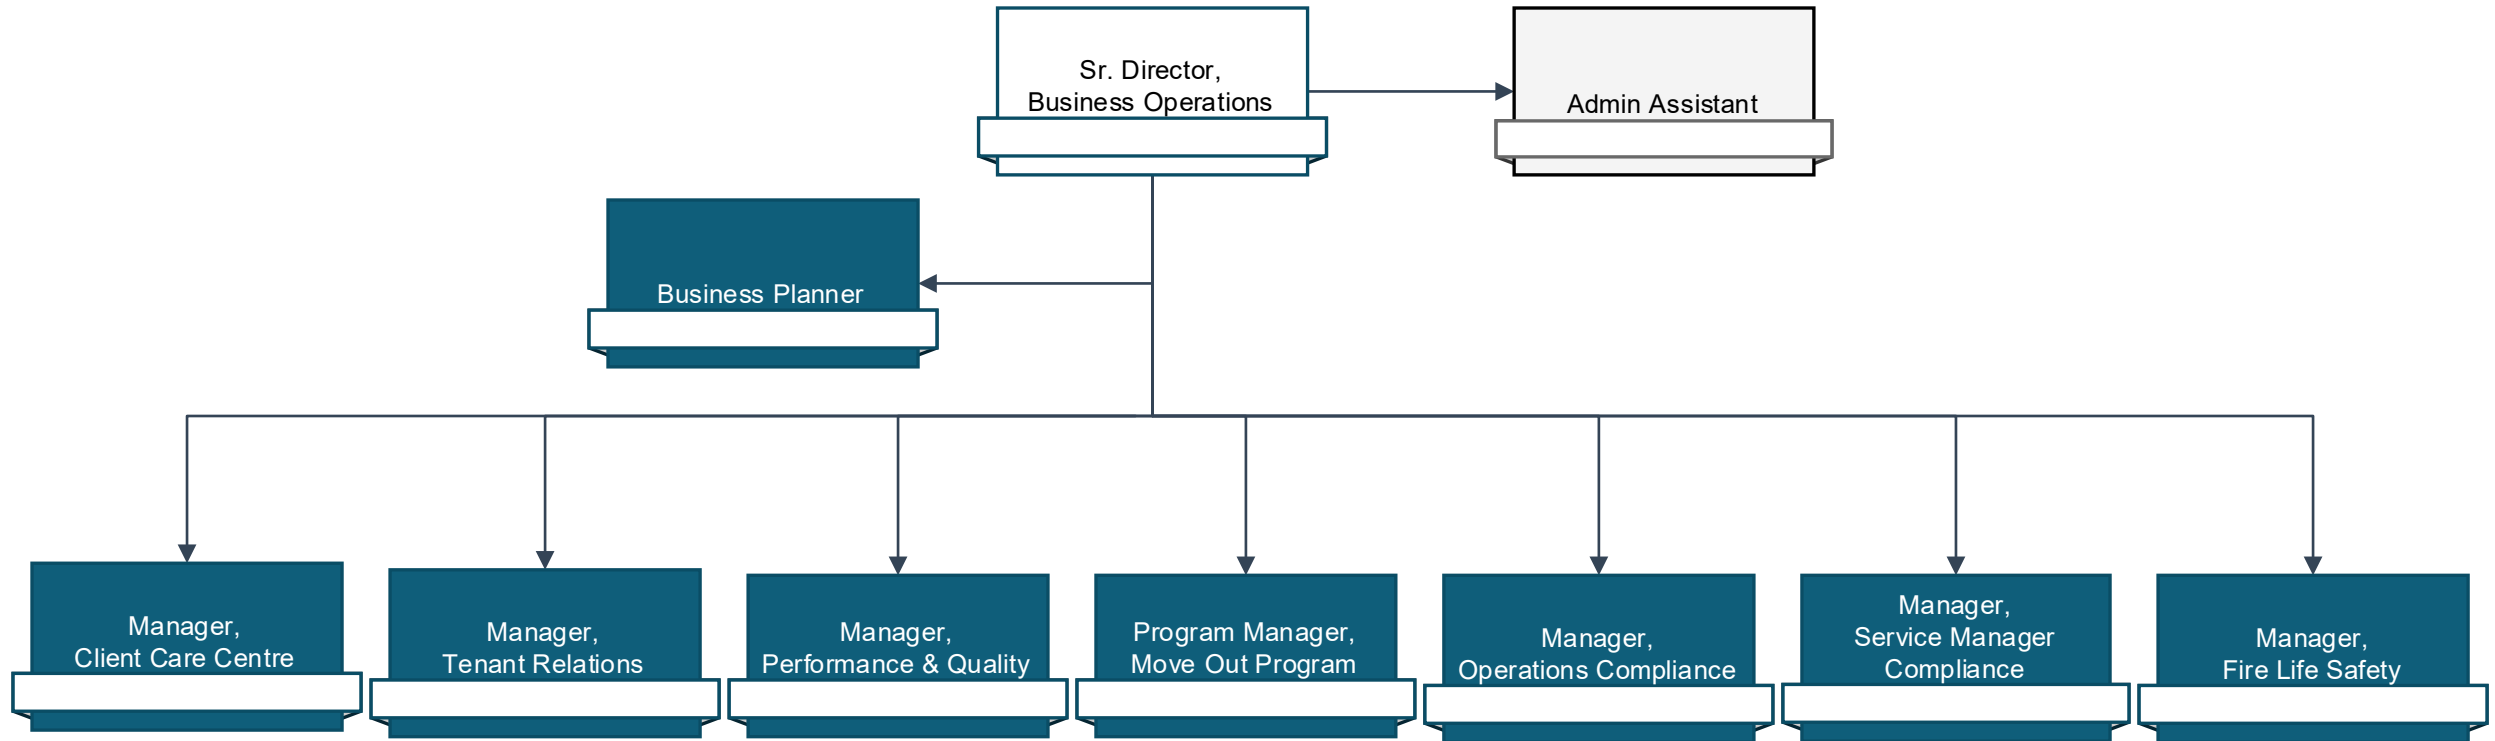 Sr. Director,
Business Operations
Admin Assistant
Business Planner
Manager,
Client Care Centre
Manager,
Tenant Relations
Manager,
Performance & Quality
Program Manager,
Move Out Program
Manager,
Operations Compliance
Manager,
Service Manager
Compliance
Manager,
Fire Life Safety